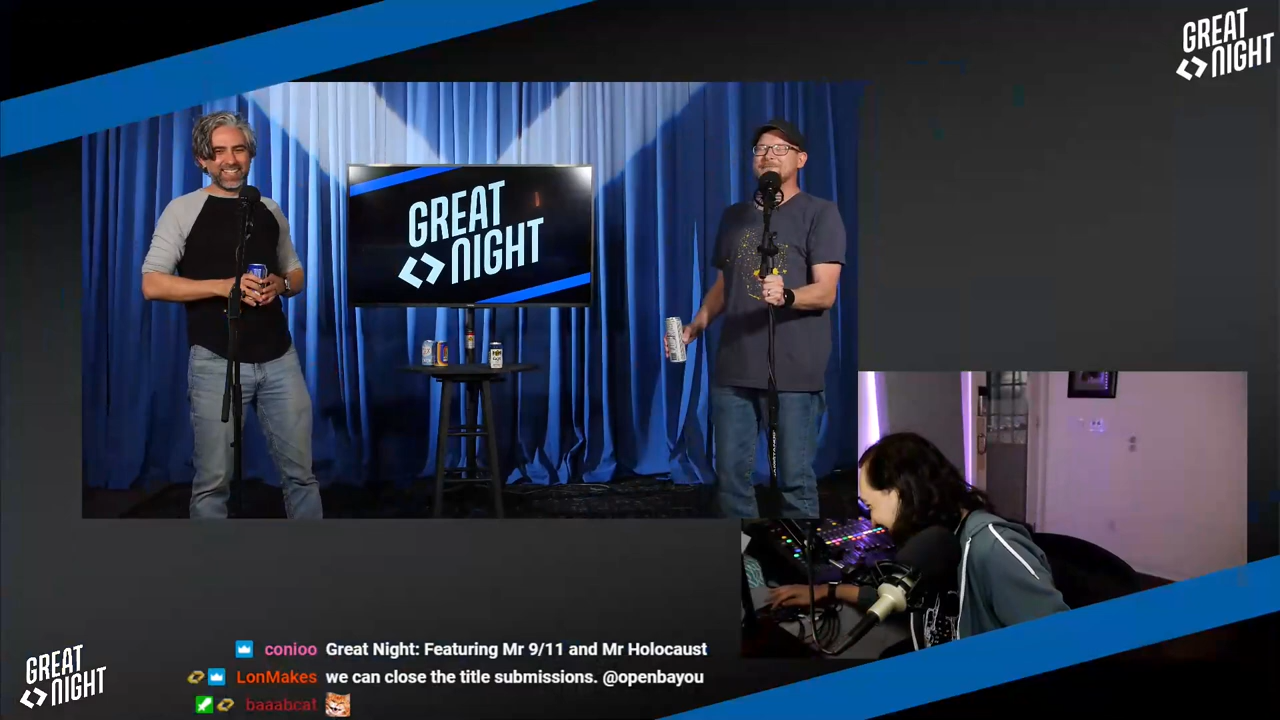 GREAT
NIGHT
GREAT
NIGHT
conioo Great Night: Featuring Mr 9/11 and Mr Holocaust
LonMakes we can close the title submissions. @openbayou
baaabcat
GREAT
NIGHT